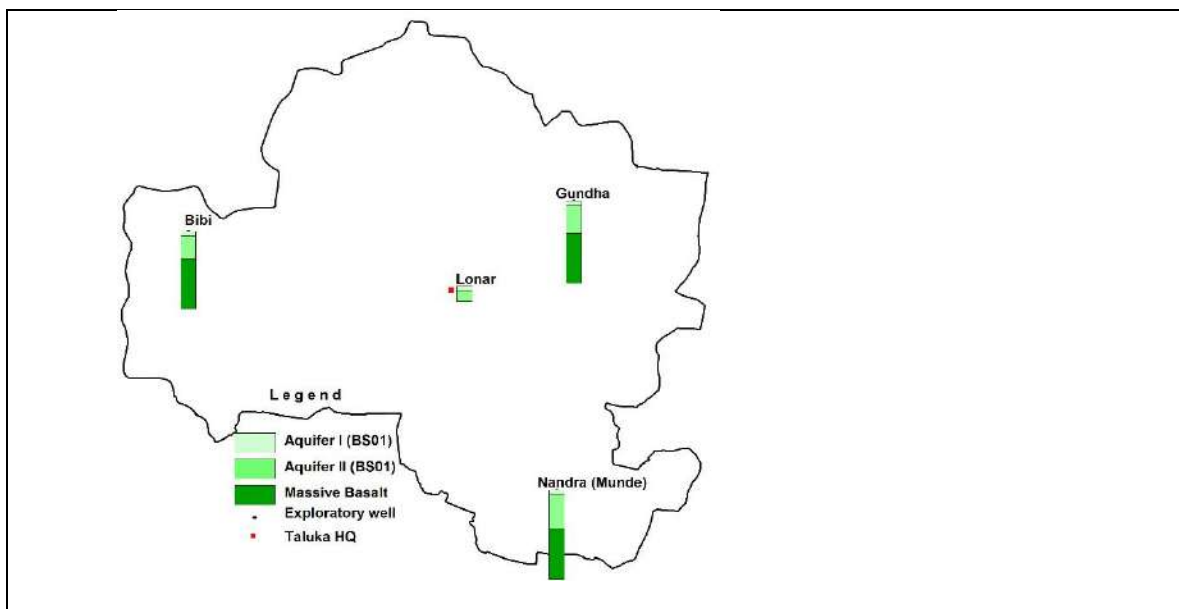 Gundha
Bibi
Lonar
Legend
Aquifer I (BS01)
Aquifer II (BS01)
Massive Basalt
Exploratory well
Taluka HQ
Nandra (Munde)